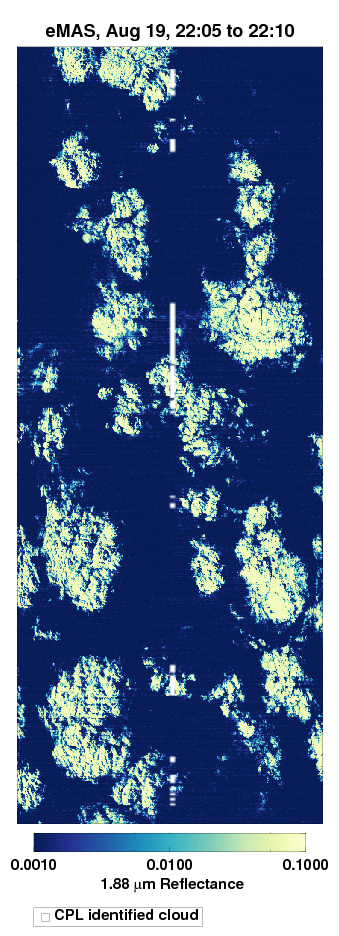 eMAS, Aug 19, 22:05 to 22:10
0.0010 0.0100 0.1000
1.88 μm Reflectance
CPL identified cloud